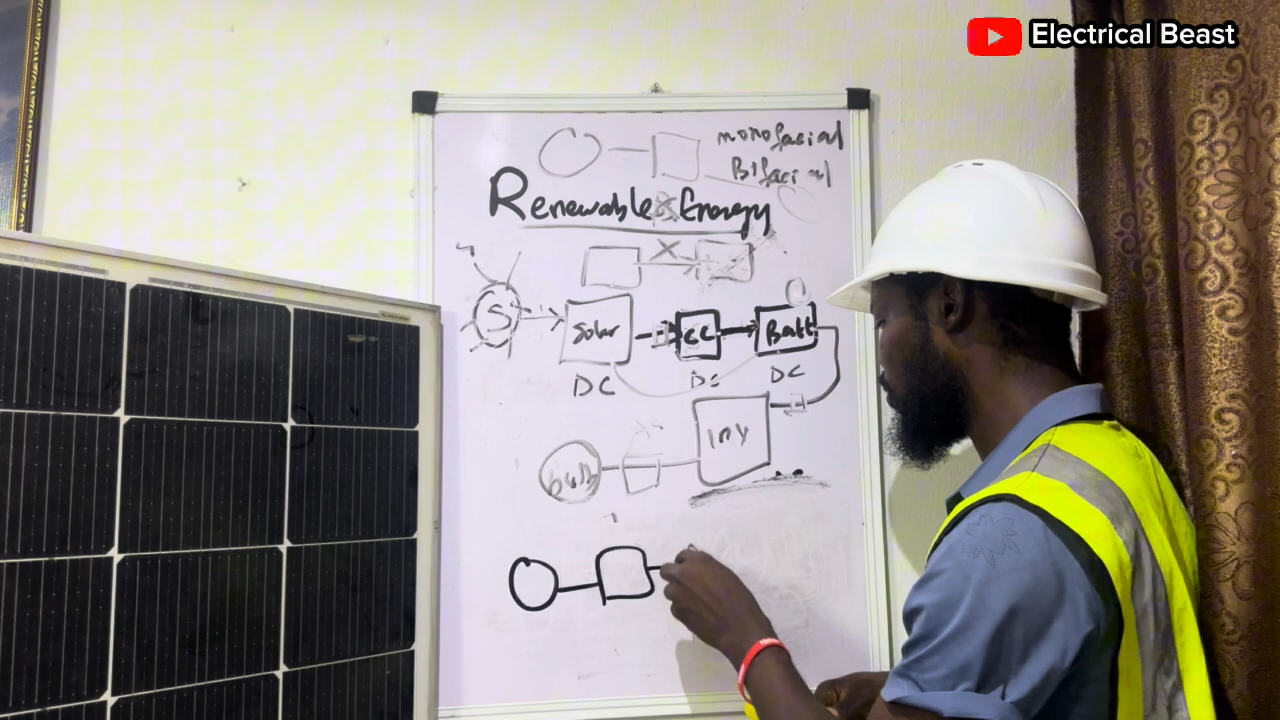 Electrical Beast
monofacial
Bifacial
Renewable Energy
S
Solar
CC
Batt
DC
DC
DC
Inv
bulb